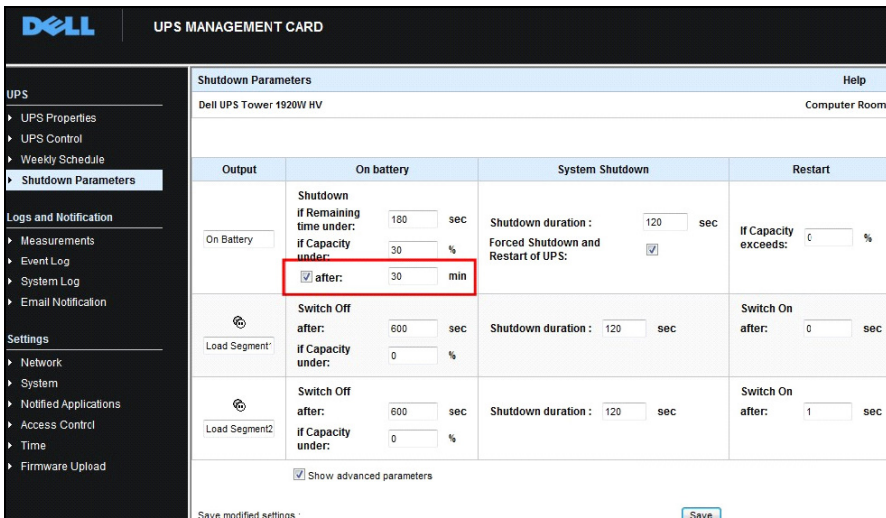 DELL
UPS MANAGEMENT CARD
UPS
UPS Properties
UPS Control
Weekly Schedule
Shutdown Parameters
Logs and Notification
Measurements
Event Log
System Log
Email Notification
Settings
Network
System
Notified Applications
Access Control
Time
Firmware Upload
Shutdown Parameters
Help
Dell UPS Tower 1920W HV
Computer Room
Output
On battery
System Shutdown
Restart
On Battery
Shutdown
if Remaining
time under:
180
sec
if Capacity
under:
30
%
after:
30
min
Shutdown duration :
120
sec
Forced Shutdown and
Restart of UPS:
If Capacity
exceeds:
%
Load Segment1
Switch Off
after:
600
sec
if Capacity
under:
0
%
Shutdown duration :
120
sec
Switch On
after:
0
sec
Load Segment2
Switch Off
after:
600
sec
if Capacity
under:
0
%
Shutdown duration :
120
sec
Switch On
after:
1
sec
Show advanced parameters
Save modified settings :
Save